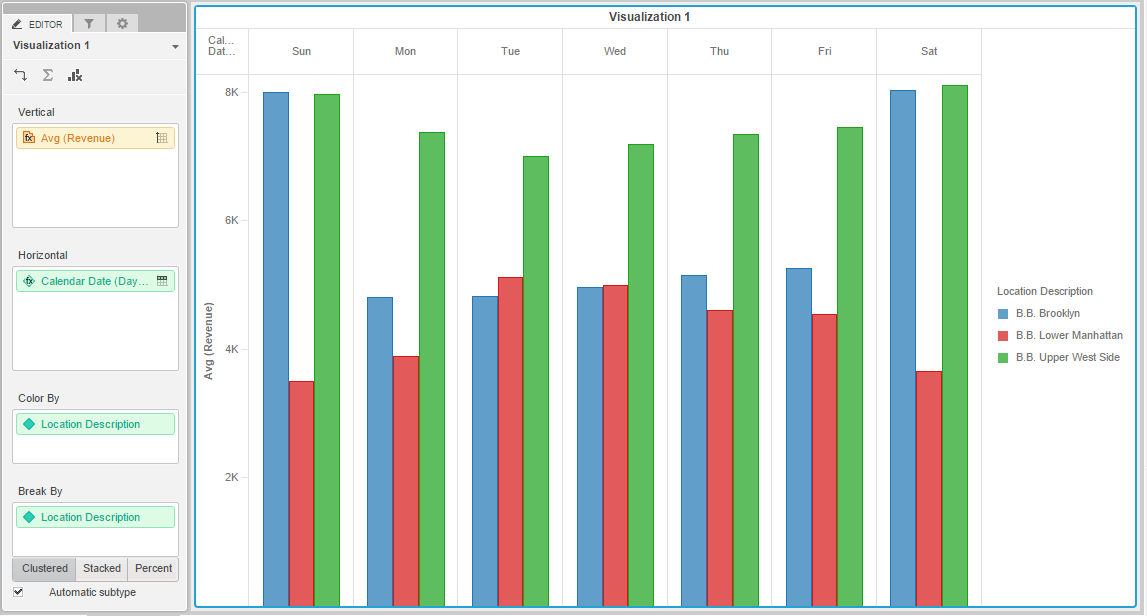 EDITOR
Visualization 1
Vertical
Avg (Revenue)
Horizontal
Calendar Date (Day...
Color By
Location Description
Break By
Location Description
Clustered Stacked Percent
Automatic subtype
Visualization 1
Cal...
Dat...
Sun Mon Tue Wed Thu Fri Sat
8K
6K
4K
2K
Avg (Revenue)
Location Description
B.B. Brooklyn
B.B. Lower Manhattan
B.B. Upper West Side